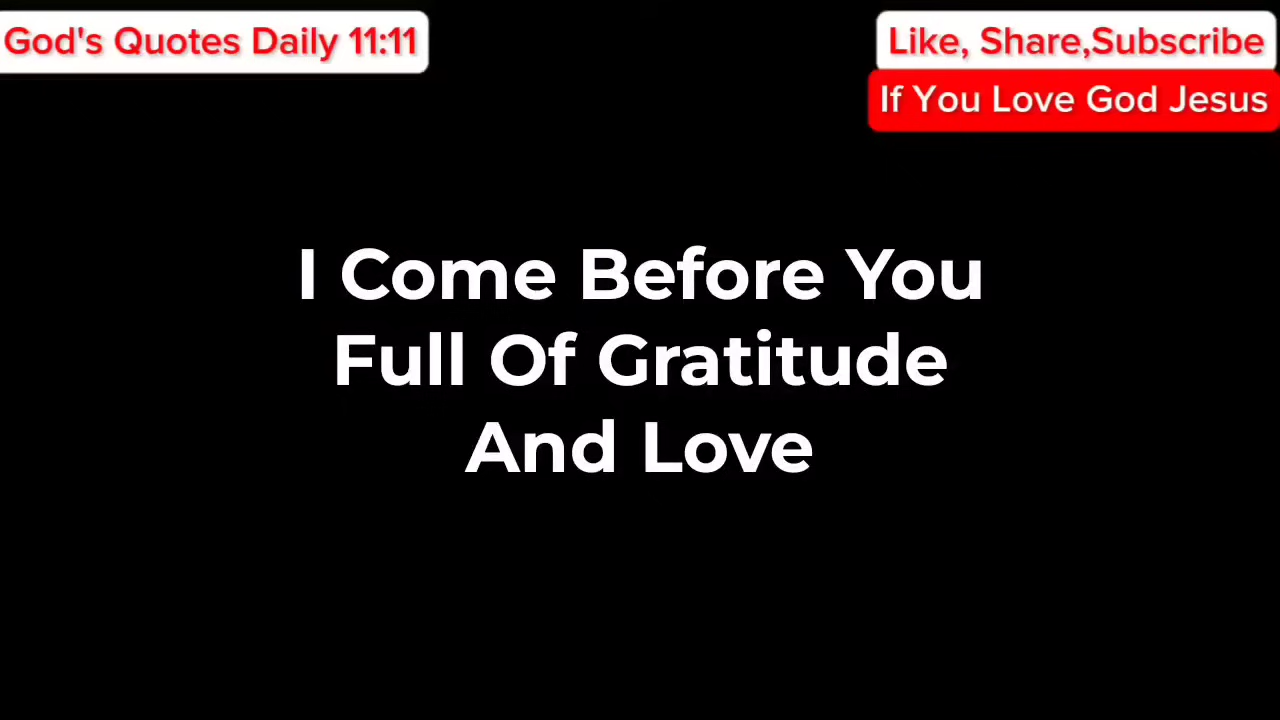 God's Quotes Daily 11:11
Like, Share,Subscribe
If You Love God Jesus
I Come Before You
Full Of Gratitude
And Love